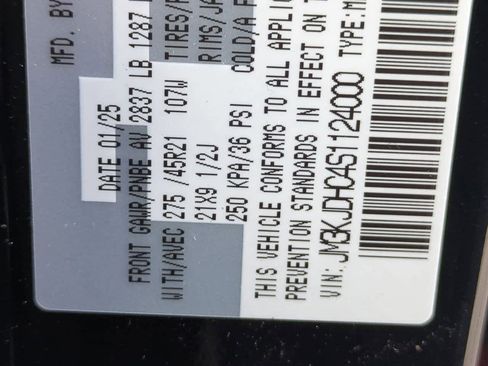 MFD. BY
DATE 01/25
FRONT GAWR/PNBE AV 2837 LB 1287
WITH/AVEC 275 /45R21 107W TIRES/
21X9 1/2J RIMS/
250 KPA/36 PSI COLD/A
THIS VEHICLE CONFORMS TO ALL
PREVENTION STANDARDS IN EFFECT ON
VIN: JM3KJDHC4S1124000 TYPE: